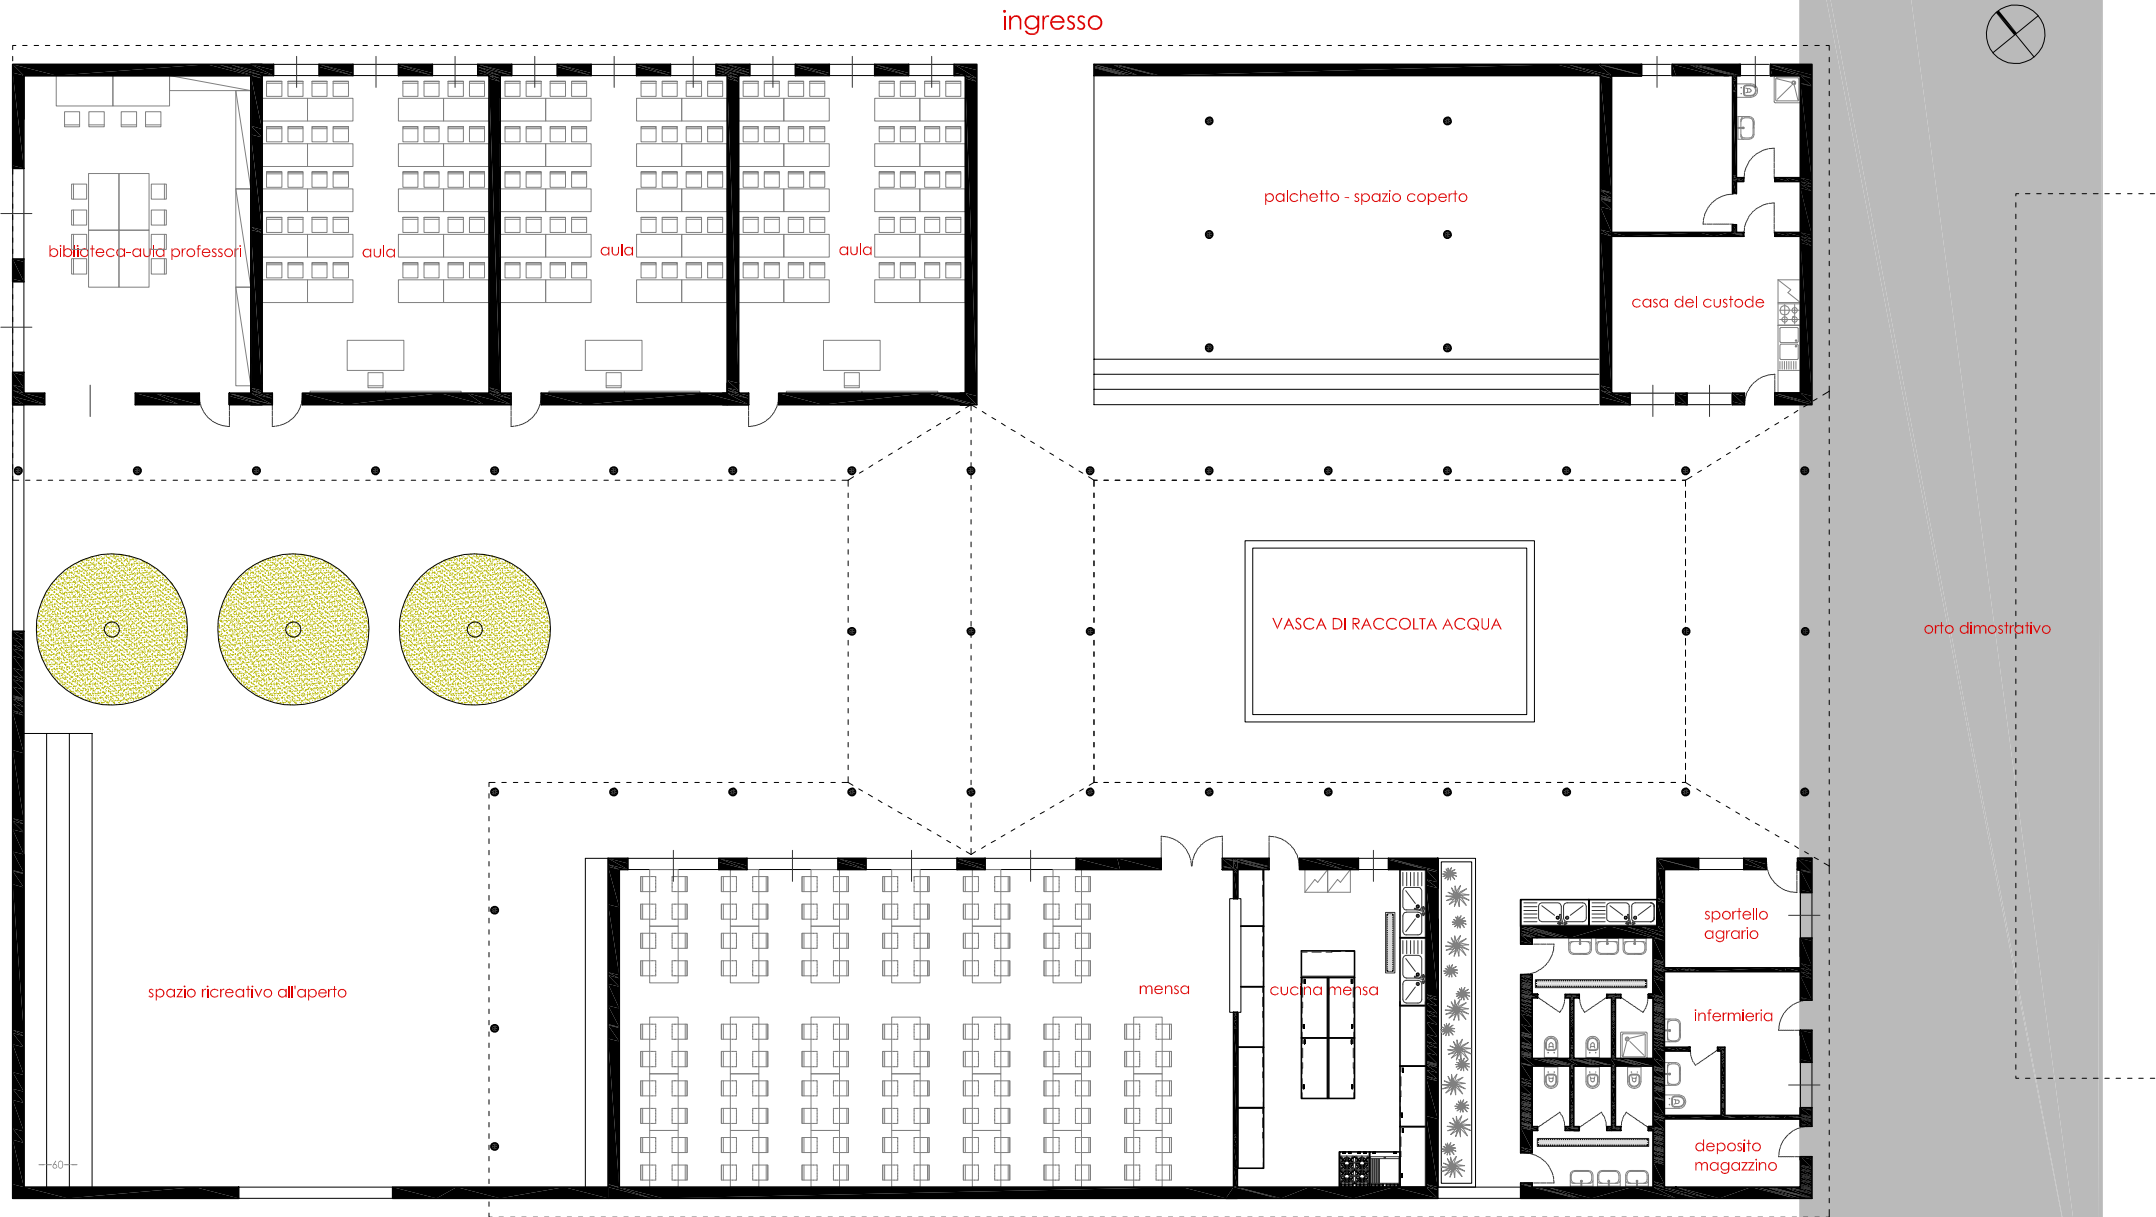 ingresso
palchetto - spazio coperto
biblioteca-aula professori
aula
aula
aula
casa del custode
VASCA DI RACCOLTA ACQUA
orto dimostrativo
sportello
agrario
spazio ricreativo all'aperto
mensa
cucina mensa
infermieria
deposito
magazzino
60